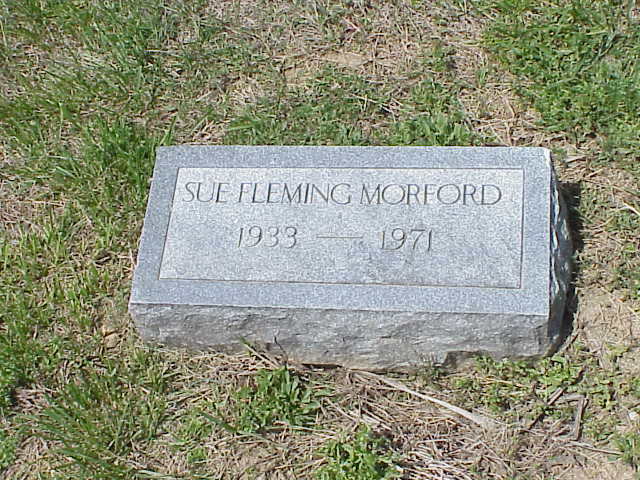 SUE FLEMING MORFORD
1933 — 1971